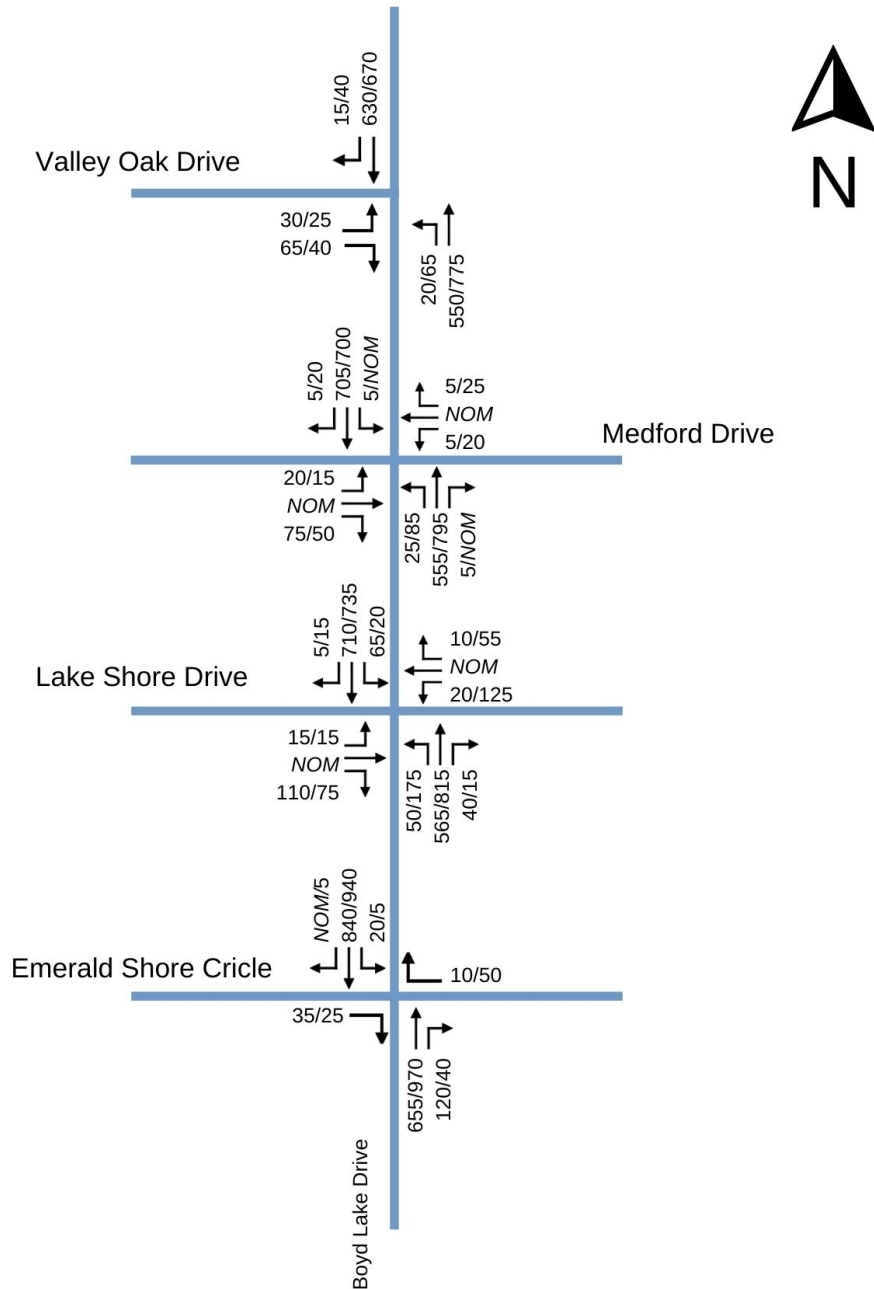 15/40
630/670
N
Valley Oak Drive
30/25
65/40
20/65
550/775
5/20
705/700
5/NOM
5/25
NOM
5/20
Medford Drive
20/15
NOM
75/50
25/85
555/795
5/NOM
5/15
710/735
65/20
10/55
NOM
20/125
Lake Shore Drive
15/15
NOM
110/75
50/175
565/815
40/15
NOM/5
840/940
20/5
Emerald Shore Cricle
10/50
35/25
655/970
120/40
Boyd Lake Drive